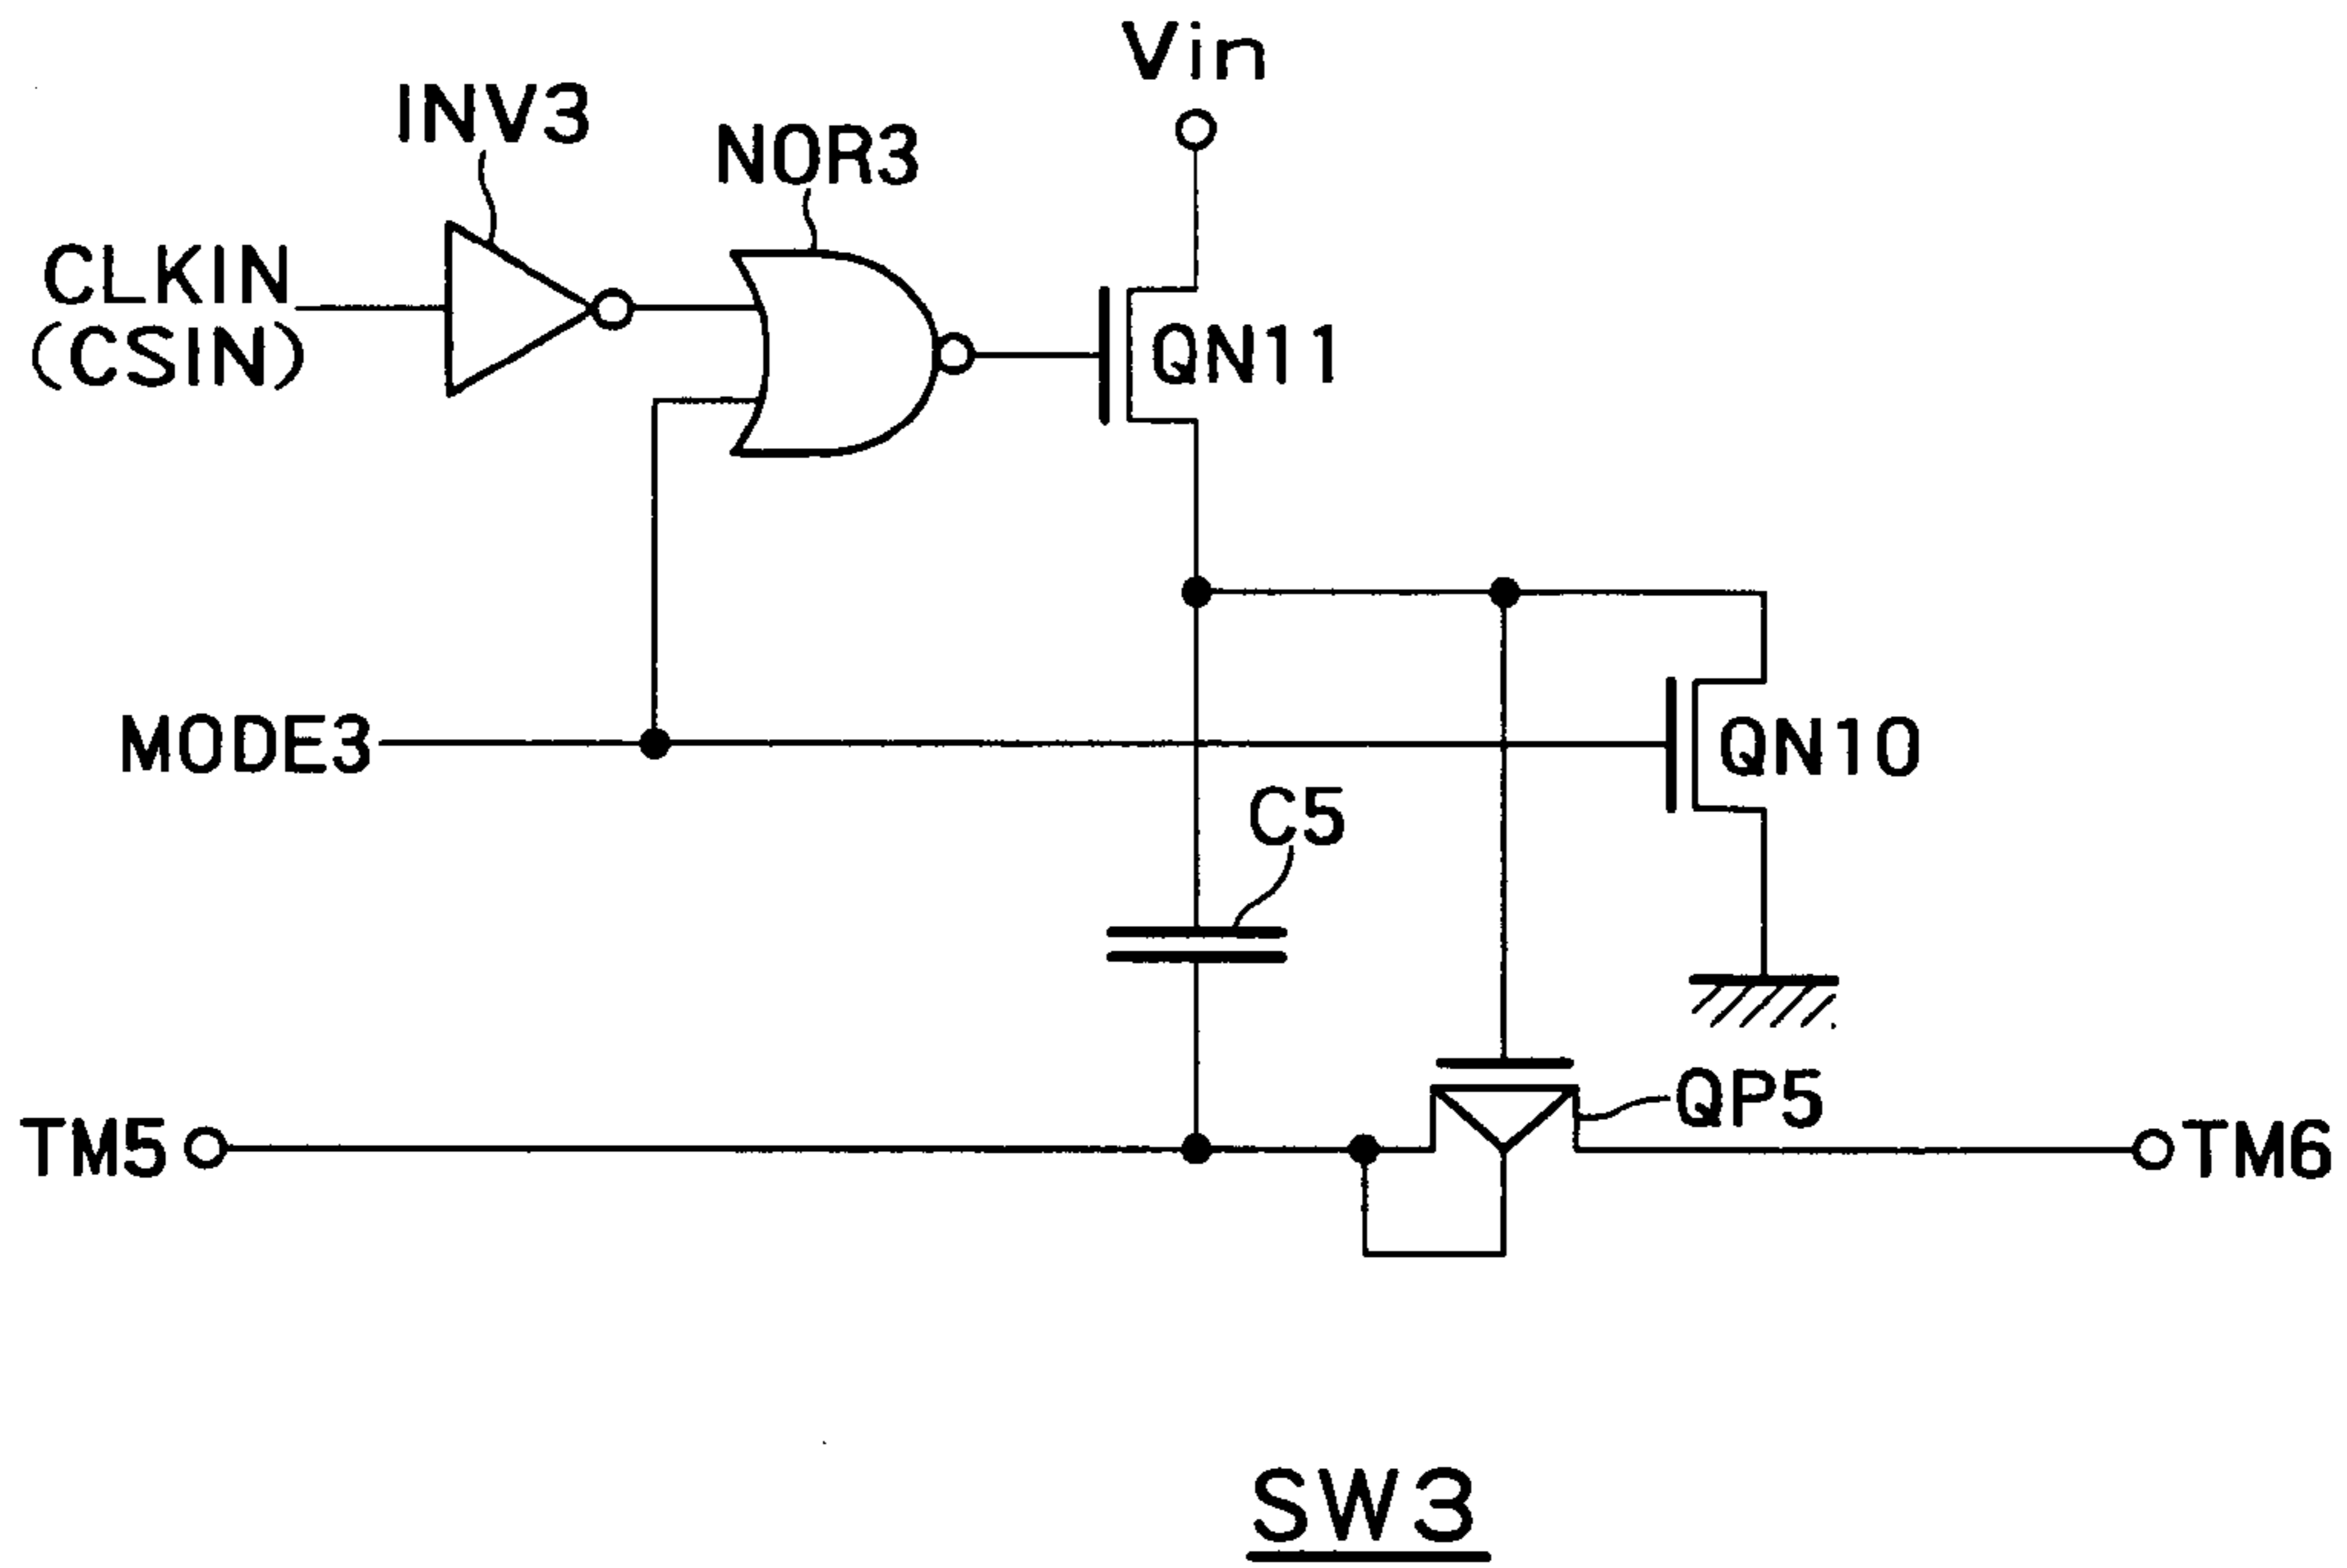 Vin
INV3
NOR3
CLKIN
(CSIN)
QN11
MODE3
QN10
C5
QP5
TM5
TM6
SW3